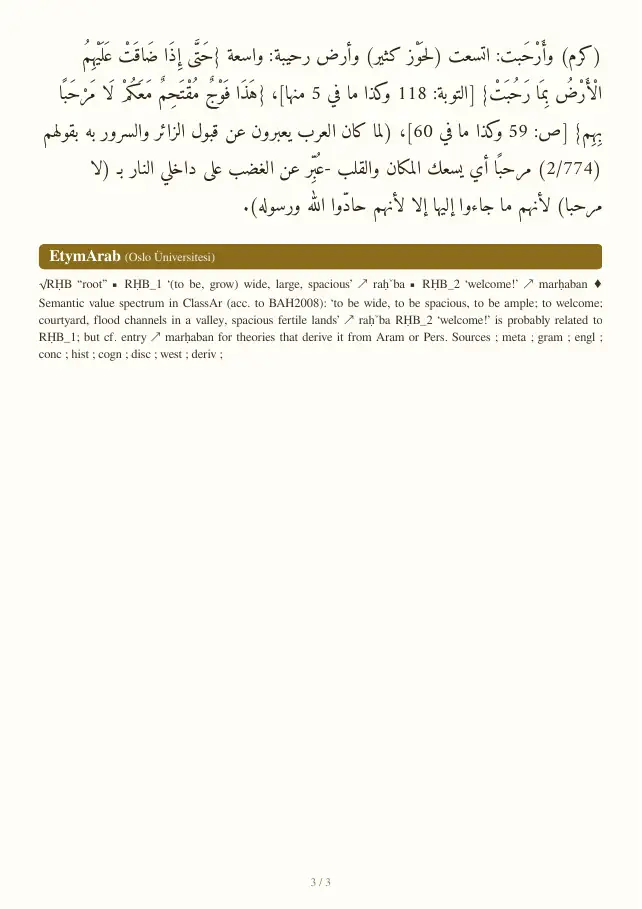 (كرم) وأَرْحَبت: اتسعت (لحَوْز كثير) وأرض رحيبة: واسعة {حَتَّى إِذَا ضَاقَتْ عَلَيْهِمُ
الْأَرْضُ بِمَا رَحُبَتْ} [التوبة: 118 وكذا ما في 5 منها]، {هَذَا فَوْجٌ مُقْتَحِمٌ مَعَكُمْ لَا مَرْحَبًا
بِهِمْ} [ص: 59 وكذا ما في 60]، (لما كان العرب يعبرون عن قبول الزائر والسرور به بقولهم
(2/774) مرحبًا أي يسعك المكان والقلب -عُبِّر عن الغضب على داخلي النار بـ (لا
مرحبا) لأنهم ما جاءوا إليها إلا لأنهم حادّوا الله ورسوله).
EtymArab (Oslo Üniversitesi)
√RḤB “root” ▪ RḤB_1 ‘(to be, grow) wide, large, spacious’ ↗ raḥˇba ▪ RḤB_2 ‘welcome!’ ↗ marḥaban ♦
Semantic value spectrum in ClassAr (acc. to BAH2008): ‘to be wide, to be spacious, to be ample; to welcome;
courtyard, flood channels in a valley, spacious fertile lands’ ↗ raḥˇba RḤB_2 ‘welcome!’ is probably related to
RḤB_1; but cf. entry ↗ marḥaban for theories that derive it from Aram or Pers. Sources ; meta ; gram ; engl ;
conc ; hist ; cogn ; disc ; west ; deriv ;
3 / 3